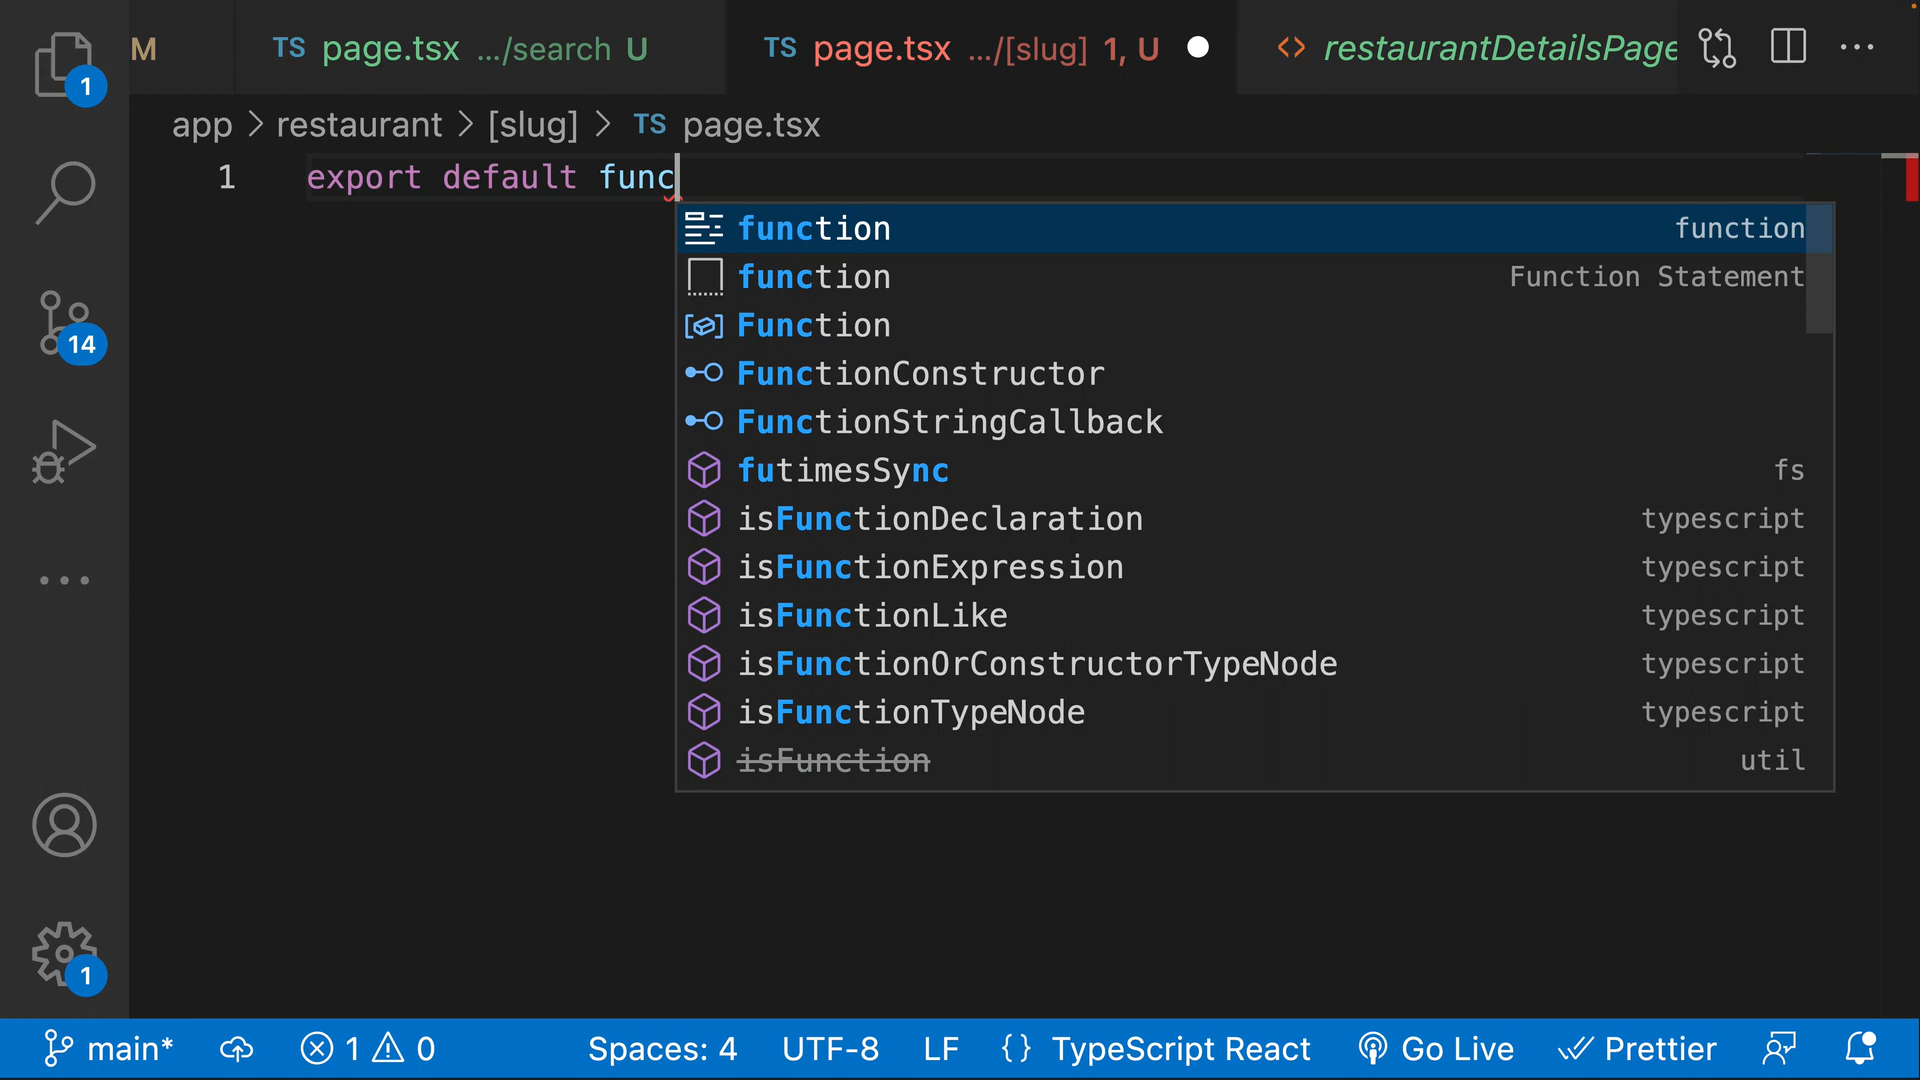 M
TS page.tsx .../search U
TS page.tsx .../[slug] 1, U
<> restaurantDetailsPage
1
app > restaurant > [slug] > TS page.tsx
1 export default func
function function
function Function Statement
Function
FunctionConstructor
FunctionStringCallback
futimesSync fs
isFunctionDeclaration typescript
isFunctionExpression typescript
isFunctionLike typescript
isFunctionOrConstructorTypeNode typescript
isFunctionTypeNode typescript
isFunction util
14
1
main* 1 0 Spaces: 4 UTF-8 LF {} TypeScript React Go Live Prettier